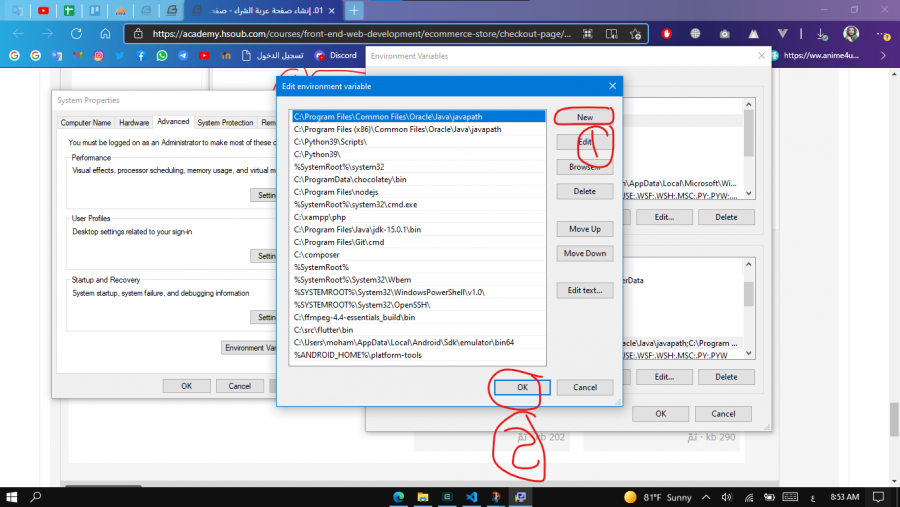 01. إنشاء صفحة عربة الشراء - صفح
https://academy.hsoub.com/courses/front-end-web-development/ecommerce-store/checkout-page/...
تسجيل الدخول
Discord
https://ww.anime4u...
Environment Variables
Edit environment variable
System Properties
Computer Name
Hardware
Advanced
System Protection
Rem
You must be logged on as an Administrator to make most of these c
Performance
Visual effects, processor scheduling, memory usage, and virtual m
Settin
User Profiles
Desktop settings related to your sign-in
Settin
Startup and Recovery
System startup, system failure, and debugging information
Settin
Environment Var
OK
Cancel
C:\Program Files\Common Files\Oracle\Java\javapath
C:\Program Files (x86)\Common Files\Oracle\Java\javapath
C:\Python39\Scripts\
C:\Python39\
%SystemRoot%\system32
C:\ProgramData\chocolatey\bin
C:\Program Files\nodejs
%SystemRoot%\system32\cmd.exe
C:\xampp\php
C:\Program Files\Java\jdk-15.0.1\bin
C:\Program Files\Git\cmd
C:\composer
%SystemRoot%
%SystemRoot%\System32\Wbem
%SYSTEMROOT%\System32\WindowsPowerShell\v1.0\
%SYSTEMROOT%\System32\OpenSSH\
C:\ffmpeg-4.4-essentials_build\bin
C:\src\flutter\bin
C:\Users\moham\AppData\Local\Android\Sdk\emulator\bin64
%ANDROID_HOME%\platform-tools
New
Edit
1
Browse...
Delete
Move Up
Move Down
Edit text...
OK
Cancel
2
m\AppData\Local\Microsoft\Wi...
.USE;.WSF;.WSH;.MSC;.PY;.PYW;...
Edit...
Delete
erData
acle\Java\javapath;C:\Program ...
USE;.WSF;.WSH;.MSC;.PY;.PYW
Edit...
Delete
OK
Cancel
202 kb · تمّ
290 kb · تمّ
81°F Sunny
ع
8:53 AM